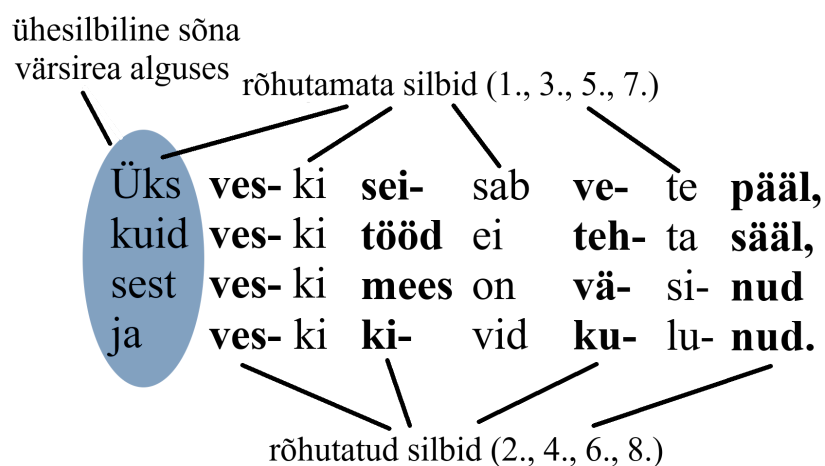 ühesilbiline sõna
värsirea alguses
rõhutamata silbid (1., 3., 5., 7.)
Üks ves- ki sei- sab ve- te pääl,
kuid ves- ki tööd ei teh- ta sääl,
sest ves- ki mees on vä- si- nud
ja ves- ki ki- vid ku- lu- nud.
rõhutatud silbid (2., 4., 6., 8.)